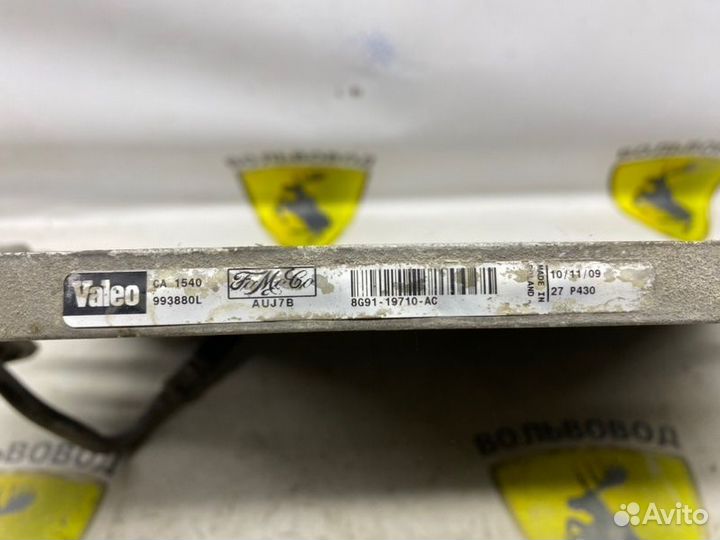 ВОЛЬВОВОД
Valeo
CA 1540
993880L
FoMoCo
AUJ7B
8G91-19710-AC
MADE IN
POLAND
10/11/09
27 P430
ВОЛЬВОВОД
ВОЛЬВОВОД
Avito